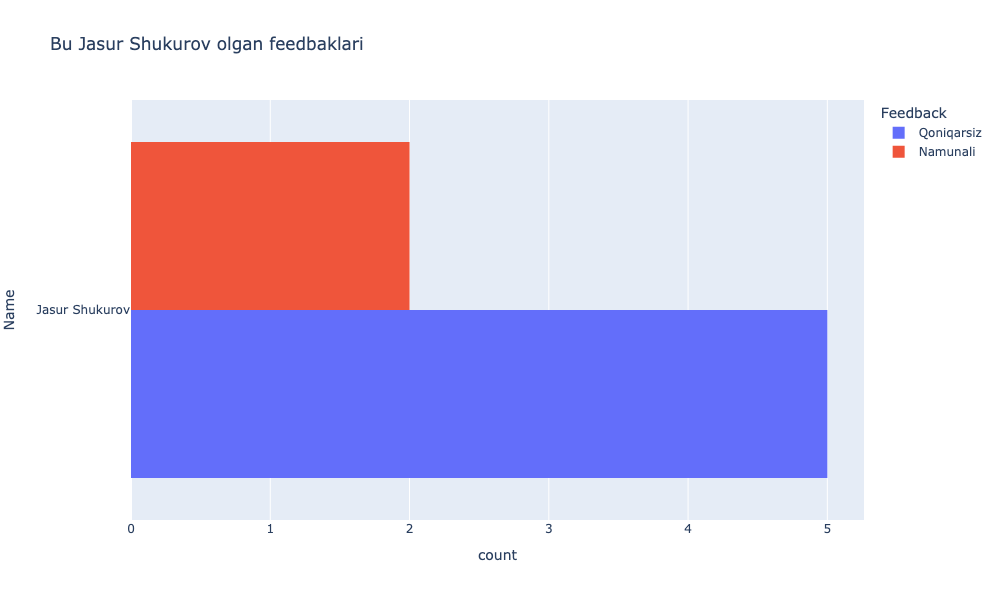 Bu Jasur Shukurov olgan feedbaklari
Feedback
Qoniqarsiz
Namunali
Name
Jasur Shukurov
0 1 2 3 4 5
count